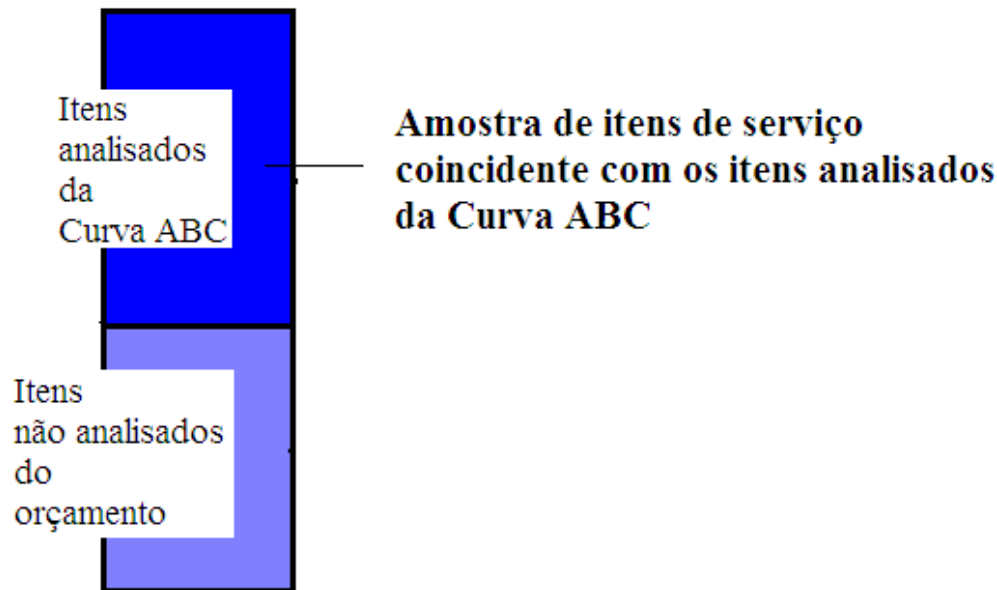 Itens
analisados
da
Curva ABC
Amostra de itens de serviço
coincidente com os itens analisados
da Curva ABC
Itens
não analisados
do
orçamento